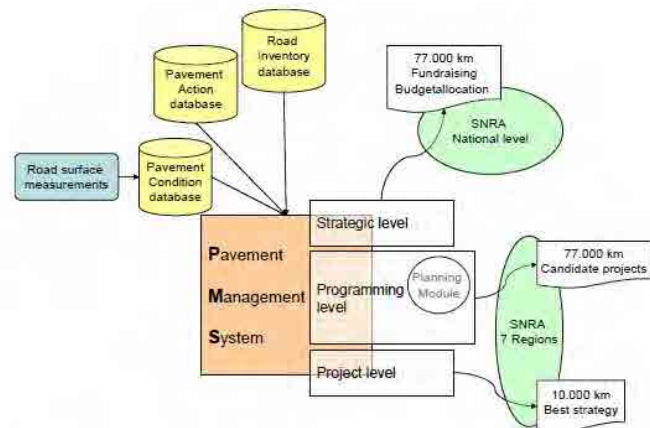 Road
Inventory
database
Pavement
Action
database
77.000 km
Fundraising
Budgetallocation
SNRA
National level
Road surface
measurements
Pavement
Condition
database
Strategic level
Pavement
Management
System
Programming
level
Planning
Module
77.000 km
Candidate projects
SNRA
7 Regions
Project level
10.000 km
Best strategy